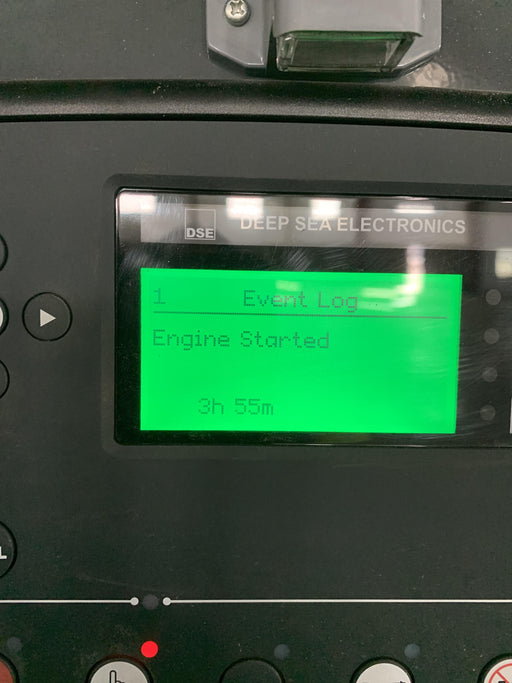 DSE
DEEP SEA ELECTRONICS
1 Event Log
Engine Started
3h 55m
L